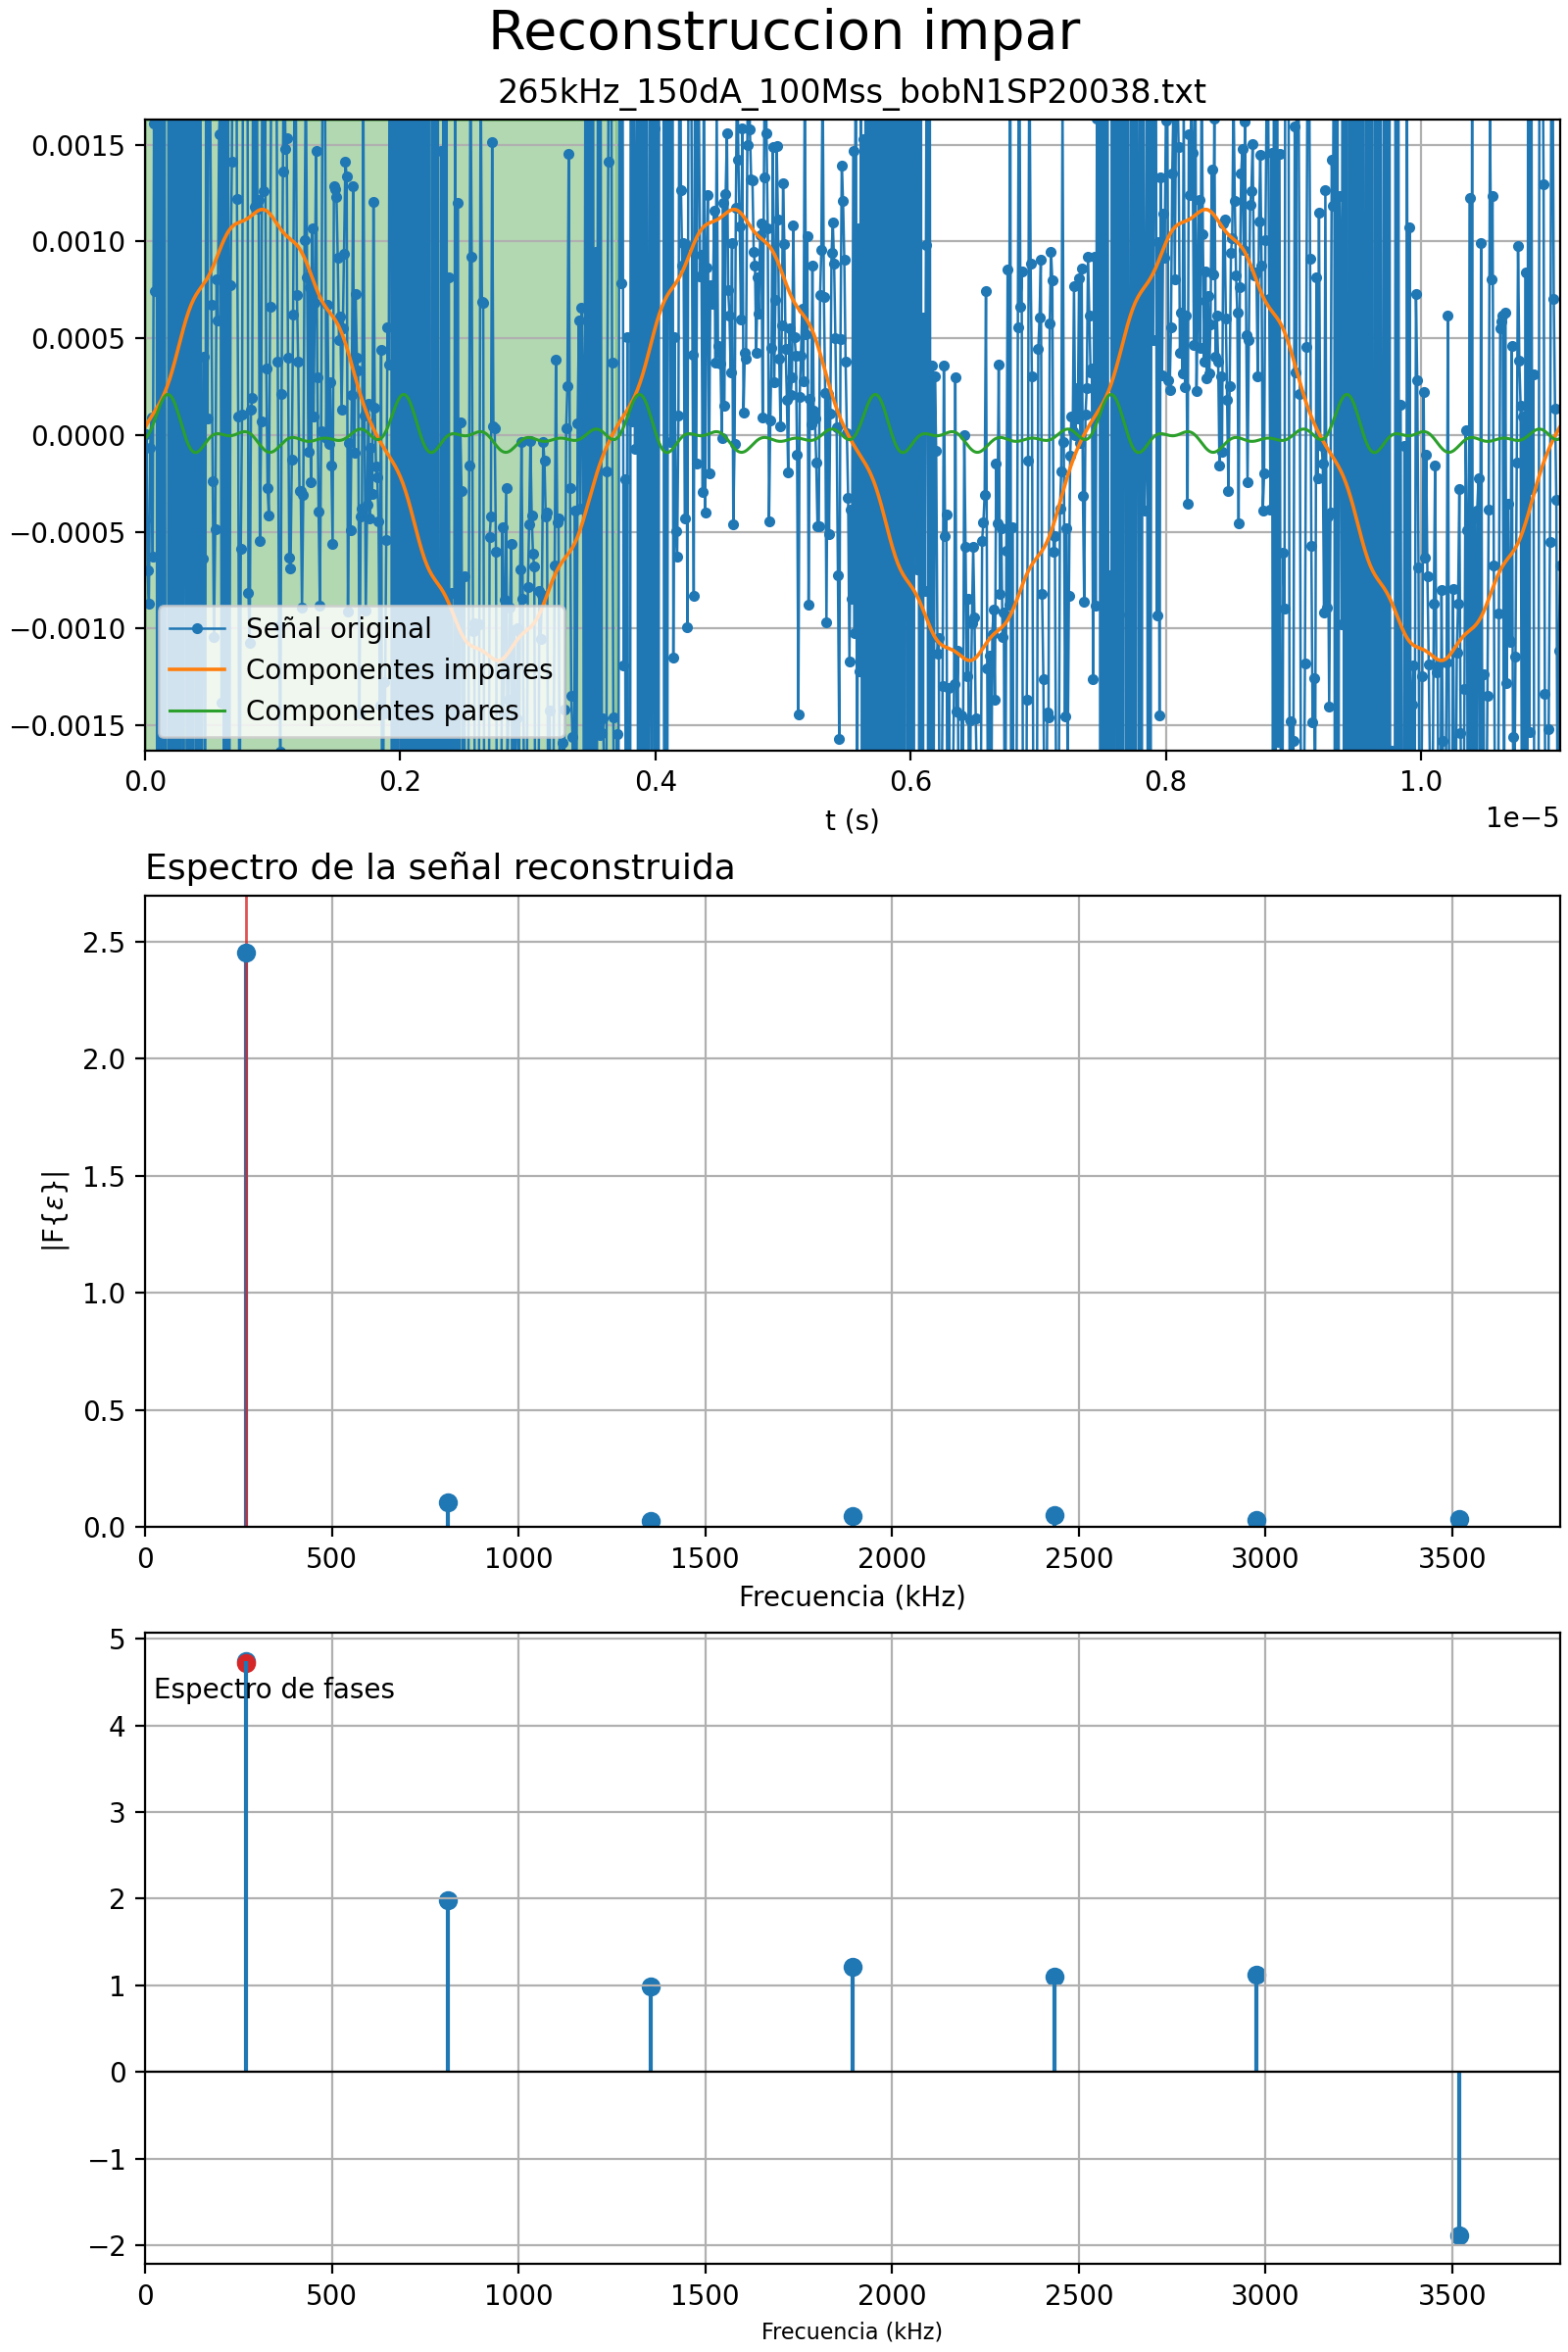 Reconstruccion impar
265kHz_150dA_100Mss_bobN1SP20038.txt
0.0015
0.0010
0.0005
0.0000
−0.0005
−0.0010
−0.0015
Señal original
Componentes impares
Componentes pares
0.0 0.2 0.4 0.6 0.8 1.0
1e−5
t (s)
Espectro de la señal reconstruida
2.5
2.0
1.5
1.0
0.5
0.0
|F{ε}|
0 500 1000 1500 2000 2500 3000 3500
Frecuencia (kHz)
5
4
3
2
1
0
−1
−2
Espectro de fases
0 500 1000 1500 2000 2500 3000 3500
Frecuencia (kHz)